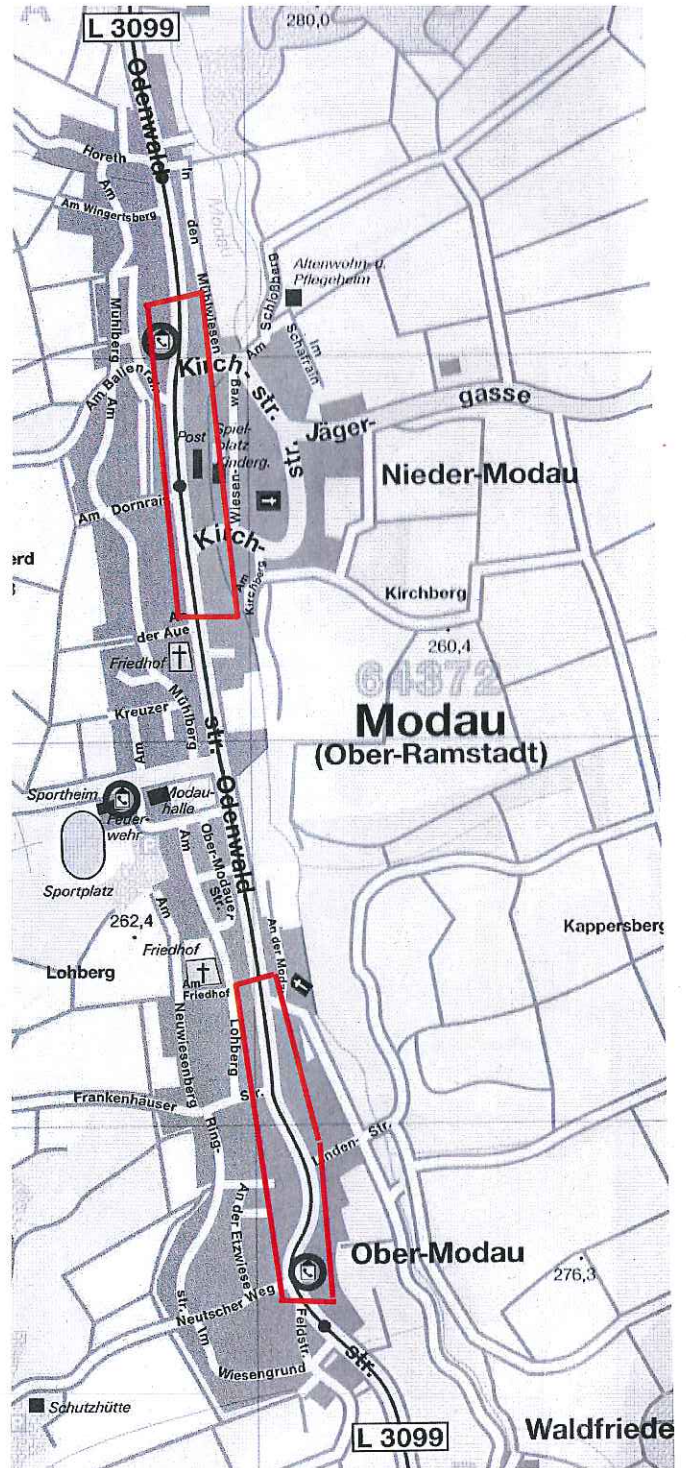 L 3099
280,0
Odenwald
Horeth
Am
In
den
Mühlwiesen
Am Wingertsberg
Modau
Altenwohn- u.
Pflegeheim
Am Schloßberg
Im
Schafrain
Mühlberg
Am Ballenrain
Am
Kirch-
str.
Jäger-
gasse
str.
Post
Spiel-
platz
Kinderg.
Wiesen-
weg
Nieder-Modau
Am Dornrain
Kirch-
Am
Kirchberg
Kirchberg
260,4
der Aue
Friedhof
64372
Modau
(Ober-Ramstadt)
Mühlberg
Kreuzer
Am
str.
Odenwald
Sportheim
Modau-
halla
Feuer-
wehr
P
Sportplatz
Am
Ober-Modauer
Str.
262,4
Am
Friedhof
Lohberg
An der Modau
Kappersberg
Am
Friedhof
Neuwiesenberg
Lohberg
Frankenhäuser
Str.
Ring-
Linden-
Str.
An der Etzwiese
Ober-Modau
276,3
Neutscher Weg
str.
Im
Wiesengrund
Feldstr.
str.
Schutzhütte
L 3099
Waldfriede